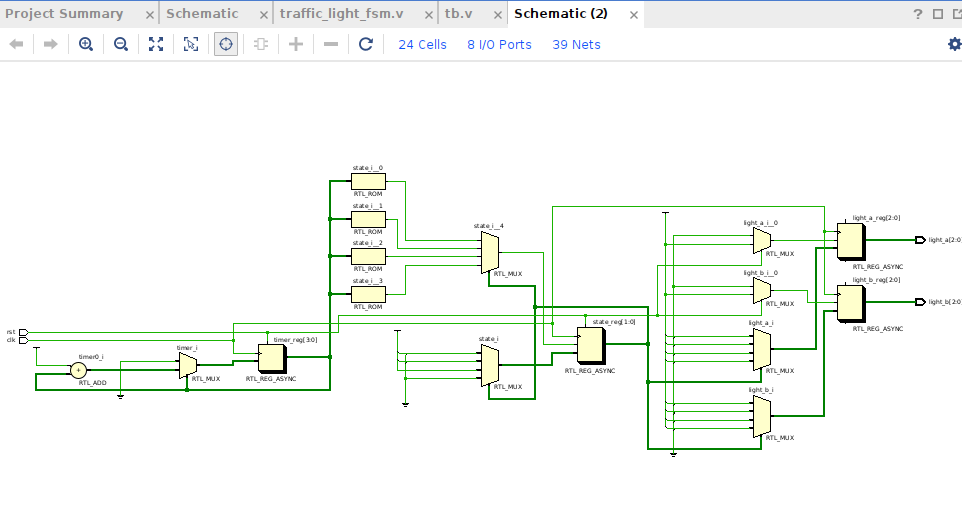 Project Summary × Schematic × traffic_light_fsm.v × tb.v × Schematic (2) × ?
24 Cells 8 I/O Ports 39 Nets
state_i__0
RTL_ROM
state_i__1
RTL_ROM
state_i__2
RTL_ROM
state_i__3
RTL_ROM
state_i__4
RTL_MUX
light_a_i__0
RTL_MUX
light_a_reg[2:0]
RTL_REG_ASYNC
light_a[2:0]
light_b_i__0
RTL_MUX
light_b_reg[2:0]
RTL_REG_ASYNC
light_b[2:0]
rst
clk
timer0_i
+
RTL_ADD
timer_i
RTL_MUX
timer_reg[3:0]
RTL_REG_ASYNC
state_i
RTL_MUX
state_reg[1:0]
RTL_REG_ASYNC
light_a_i
RTL_MUX
light_b_i
RTL_MUX